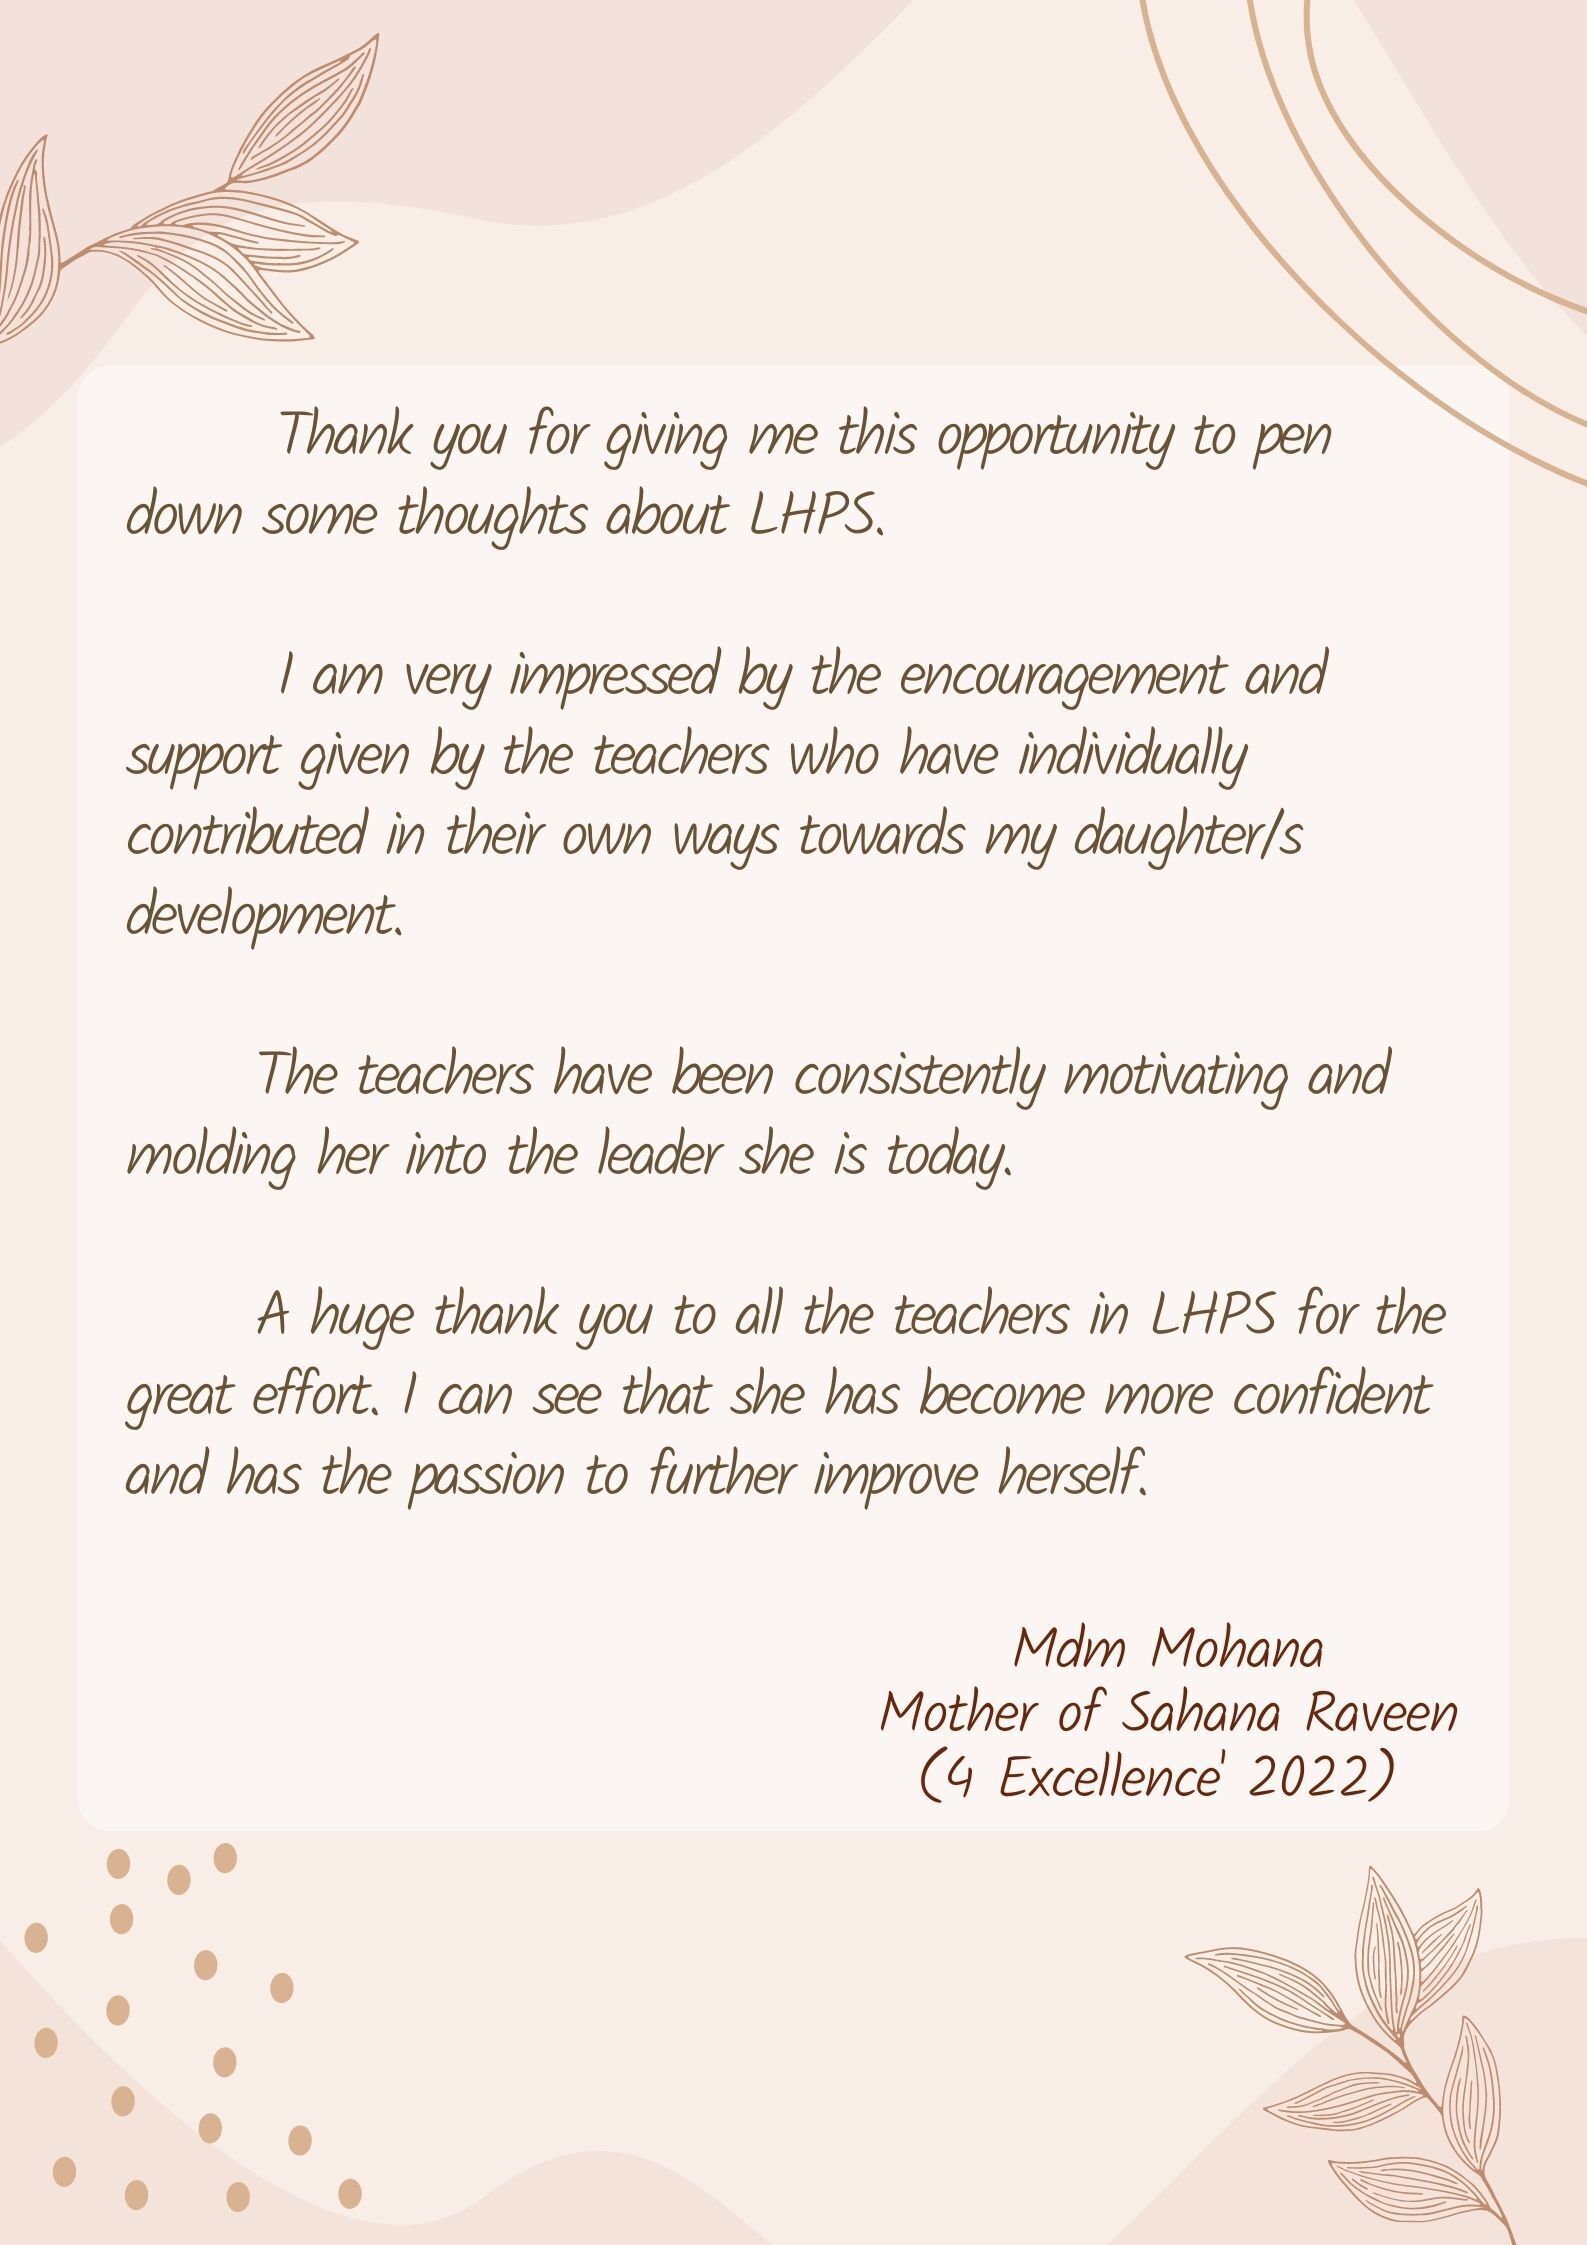 Thank you for giving me this opportunity to pen
down some thoughts about LHPS.
I am very impressed by the encouragement and
support given by the teachers who have individually
contributed in their own ways towards my daughter/s
development.
The teachers have been consistently motivating and
molding her into the leader she is today.
A huge thank you to all the teachers in LHPS for the
great effort. I can see that she has become more confident
and has the passion to further improve herself.
Mdm Mohana
Mother of Sahana Raveen
(4 Excellence' 2022)